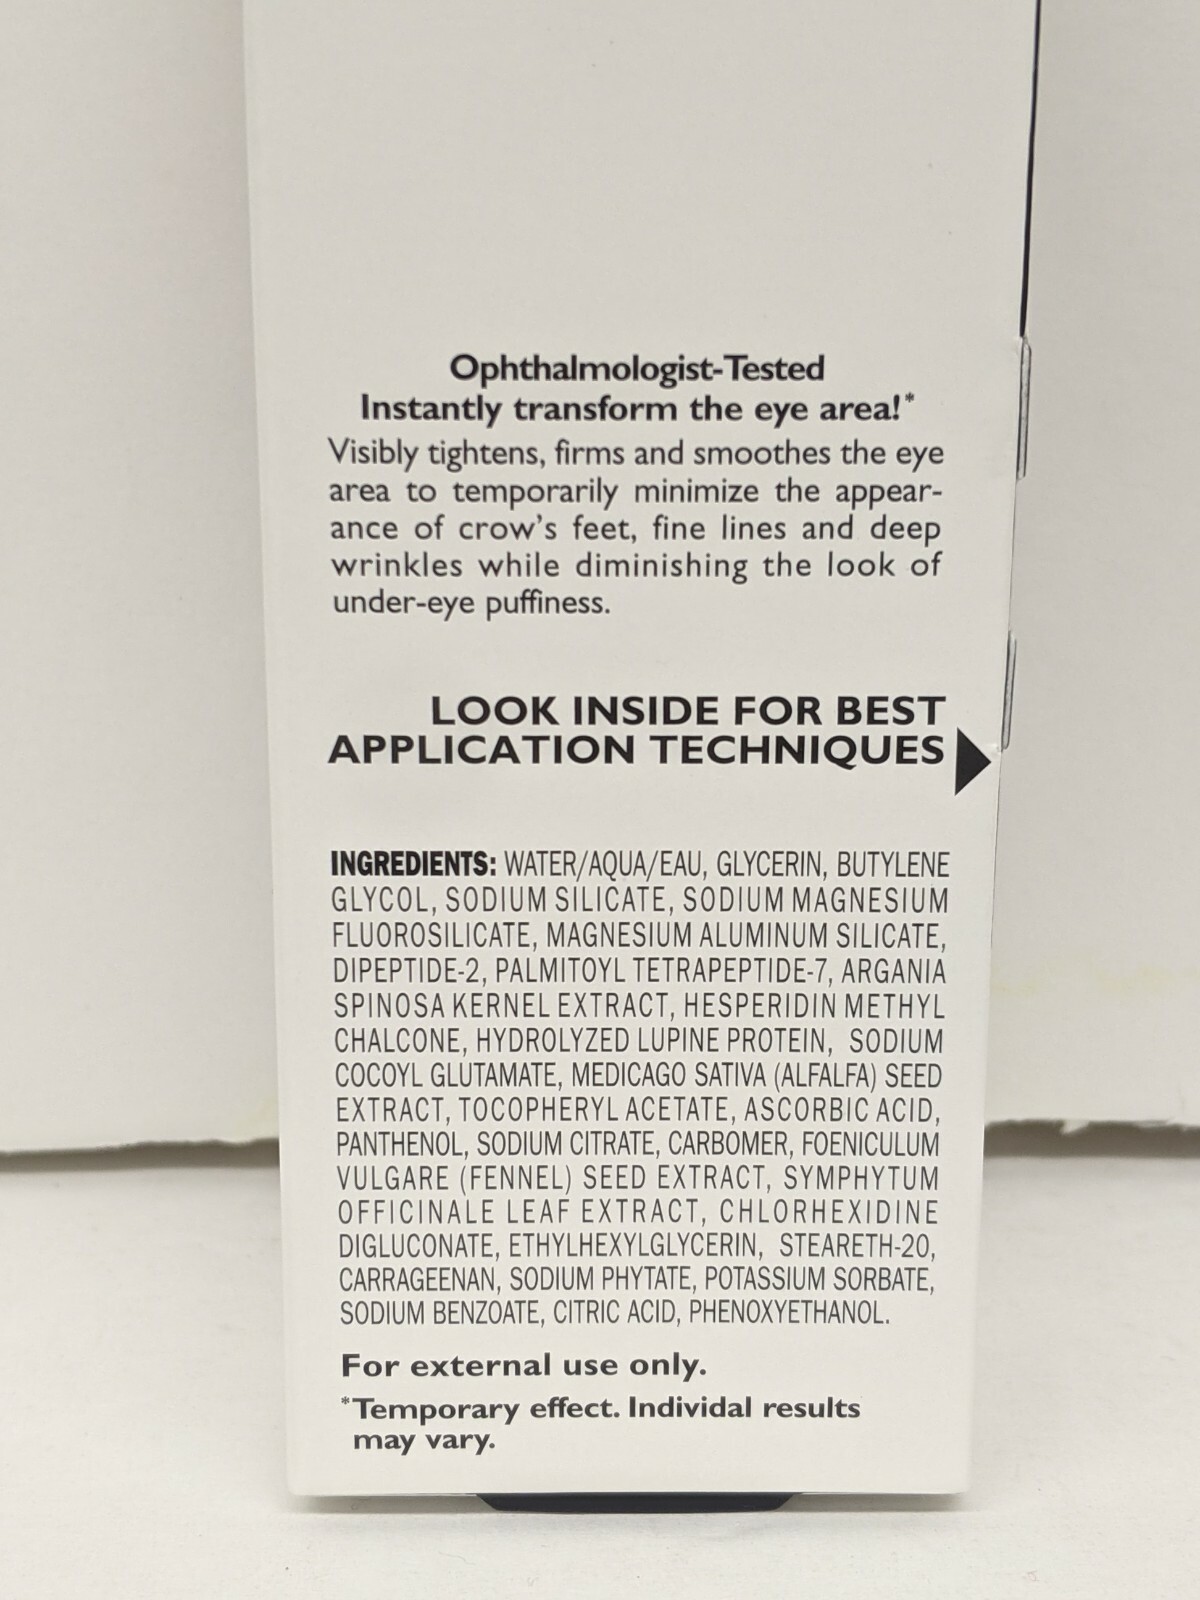 Ophthalmologist-Tested
Instantly transform the eye area!*
Visibly tightens, firms and smoothes the eye
area to temporarily minimize the appear-
ance of crow's feet, fine lines and deep
wrinkles while diminishing the look of
under-eye puffiness.
LOOK INSIDE FOR BEST
APPLICATION TECHNIQUES
INGREDIENTS: WATER/AQUA/EAU, GLYCERIN, BUTYLENE
GLYCOL, SODIUM SILICATE, SODIUM MAGNESIUM
FLUOROSILICATE, MAGNESIUM ALUMINUM SILICATE,
DIPEPTIDE-2, PALMITOYL TETRAPEPTIDE-7, ARGANIA
SPINOSA KERNEL EXTRACT, HESPERIDIN METHYL
CHALCONE, HYDROLYZED LUPINE PROTEIN, SODIUM
COCOYL GLUTAMATE, MEDICAGO SATIVA (ALFALFA) SEED
EXTRACT, TOCOPHERYL ACETATE, ASCORBIC ACID,
PANTHENOL, SODIUM CITRATE, CARBOMER, FOENICULUM
VULGARE (FENNEL) SEED EXTRACT, SYMPHYTUM
OFFICINALE LEAF EXTRACT, CHLORHEXIDINE
DIGLUCONATE, ETHYLHEXYLGLYCERIN, STEARETH-20,
CARRAGEENAN, SODIUM PHYTATE, POTASSIUM SORBATE,
SODIUM BENZOATE, CITRIC ACID, PHENOXYETHANOL.
For external use only.
*Temporary effect. Individal results
may vary.